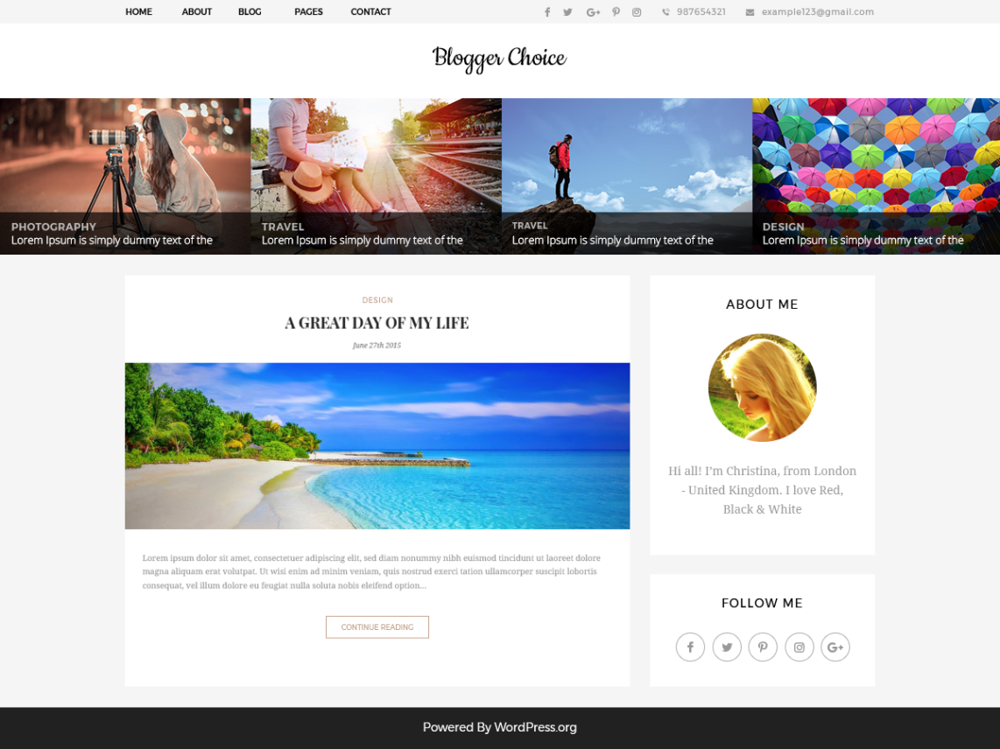 HOME ABOUT BLOG PAGES CONTACT 987654321 example123@gmail.com
Blogger Choice
PHOTOGRAPHY
Lorem Ipsum is simply dummy text of the
TRAVEL
Lorem Ipsum is simply dummy text of the
TRAVEL
Lorem Ipsum is simply dummy text of the
DESIGN
Lorem Ipsum is simply dummy text of the
DESIGN
A GREAT DAY OF MY LIFE
June 27th 2015
Lorem ipsum dolor sit amet, consectetuer adipiscing elit, sed diam nonummy nibh euismod tincidunt ut laoreet dolore
magna aliquam erat volutpat. Ut wisi enim ad minim veniam, quis nostrud exerci tation ullamcorper suscipit lobortis
consequat, vel illum dolore eu feugiat nulla soluta nobis eleifend option...
CONTINUE READING
ABOUT ME
Hi all! I'm Christina, from London
- United Kingdom. I love Red,
Black & White
FOLLOW ME
Powered By WordPress.org